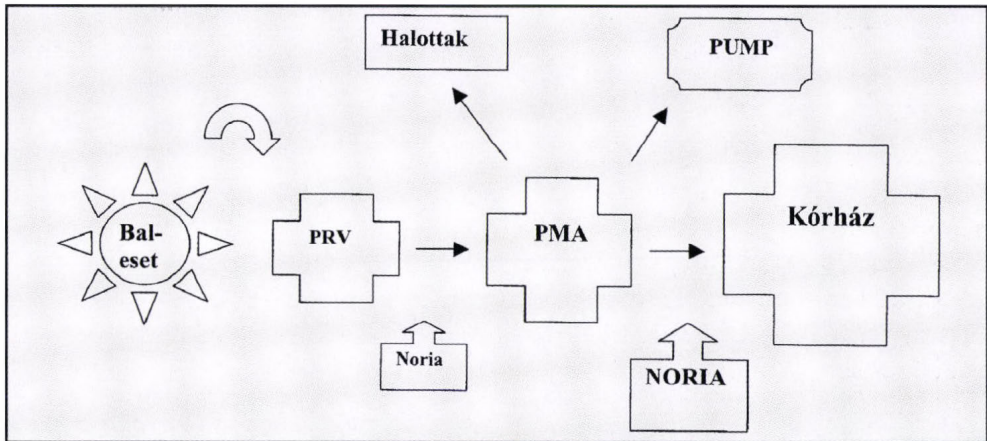 Halottak
PUMP
Bal-
eset
PRV
PMA
Kórház
Noria
NORIA